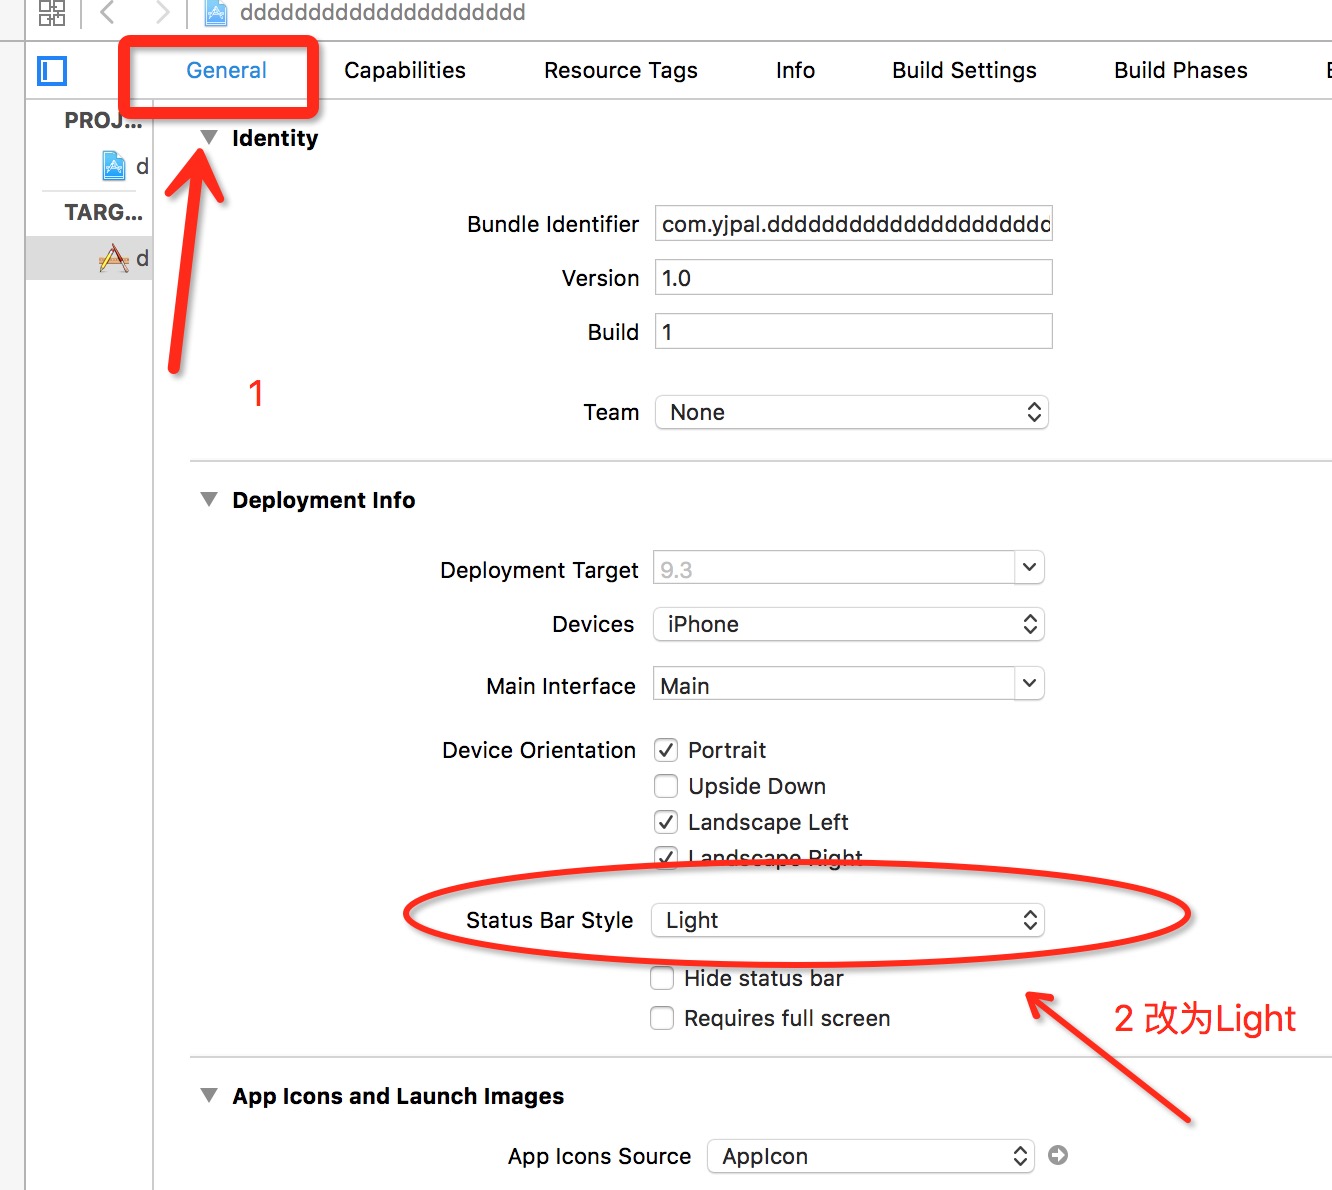 ddddddddddddddddddddd
General Capabilities Resource Tags Info Build Settings Build Phases
PROJ...
Identity
d
TARG...
Bundle Identifier com.yjpal.ddddddddddddddddddddd
d
Version 1.0
Build 1
1
Team None
Deployment Info
Deployment Target 9.3
Devices iPhone
Main Interface Main
Device Orientation Portrait
Upside Down
Landscape Left
Landscape Right
Status Bar Style Light
Hide status bar
Requires full screen
2 改为Light
App Icons and Launch Images
App Icons Source AppIcon